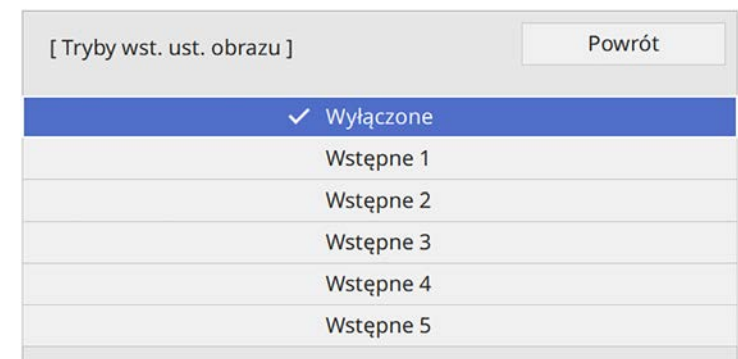 [ Tryby wst. ust. obrazu ]
Powrót
Wyłączone
Wstępne 1
Wstępne 2
Wstępne 3
Wstępne 4
Wstępne 5